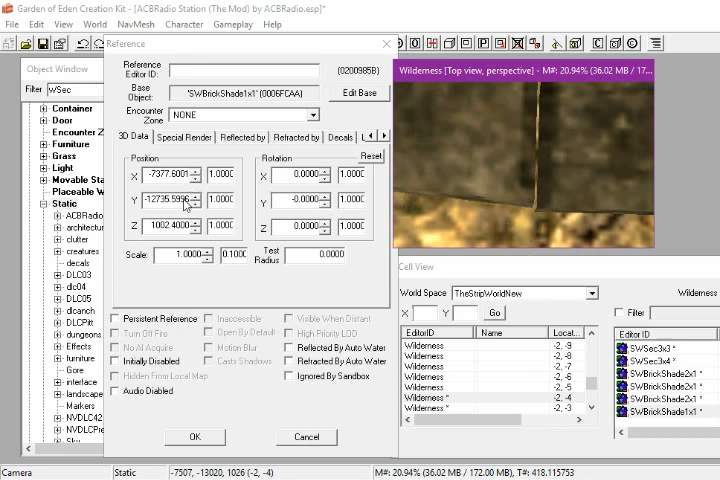 Garden of Eden Creation Kit - [ACBRadio Station (The Mod) by ACBRadio.esp]*
File Edit View World NavMesh Character Gameplay Help
Object Window
Filter WSec
Container
Door
Encounter Z
Furniture
Grass
Light
Movable Sta
Placeable W
Static
ACBRadio
architectur
clutter
creatures
decals
DLC03
dlc04
DLC05
dlcanch
DLCPitt
dungeons
Effects
furniture
Gore
interface
landscape
Markers
NVDLC42
NVDLCPre
Sky
Reference
Reference Editor ID: (0200985B)
Base Object: 'SWBrickShade1x1' (0006FCAA) Edit Base
Encounter Zone NONE
3D Data Special Render Reflected by Refracted by Decals L
Position Rotation Reset
X -7377.6001 1.0000 X 0.0000 1.0000
Y -12735.5996 1.0000 Y -0.0000 1.0000
Z 1002.4000 1.0000 Z 0.0000 1.0000
Scale: 1.0000 0.1000 Test Radius 0.0000
Persistent Reference Inaccessible Visible When Distant
Turn Off Fire Open By Default High Priority LOD
No AI Acquire Motion Blur Reflected By Auto Water
Initially Disabled Casts Shadows Refracted By Auto Water
Hidden From Local Map Ignored By Sandbox
Audio Diabled
OK Cancel
Wilderness [Top view, perspective] - M#: 20.94% (36.02 MB / 17...
Cell View
World Space TheStripWorldNew Wilderness
X Y Go Filter
EditorID Name Locat...
Wilderness -2, -9
Wilderness -2, -8
Wilderness -2, -7
Wilderness -2, -6
Wilderness -2, -5
Wilderness * -2, -4
Wilderness * -2, -3
Editor ID
SWSec3x3 *
SWSec3x4 *
SWBrickShade2x1 *
SWBrickShade2x1 *
SWBrickShade2x1 *
SWBrickShade1x1 *
Camera Static -7507, -13020, 1026 (-2, -4) M#: 20.94% (36.02 MB / 172.00 MB), T#: 418.115753